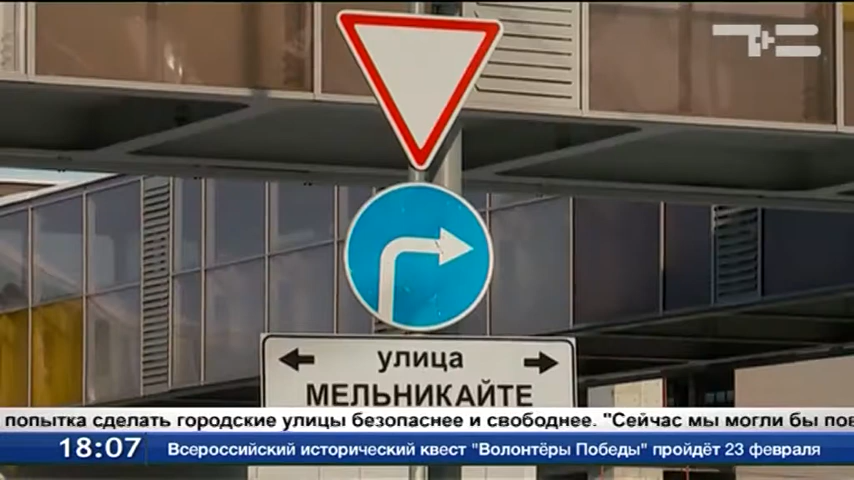 улица
МЕЛЬНИКАЙТЕ
попытка сделать городские улицы безопаснее и свободнее. "Сейчас мы могли бы
18:07 Всероссийский исторический квест "Волонтёры Победы" пройдёт 23 февраля